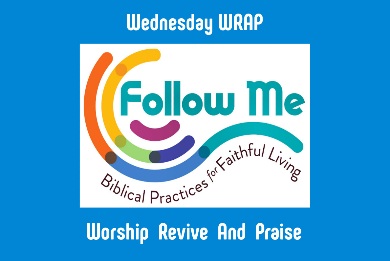 Wednesday WRAP
Follow Me
Biblical Practices for Faithful Living
Worship Revive And Praise